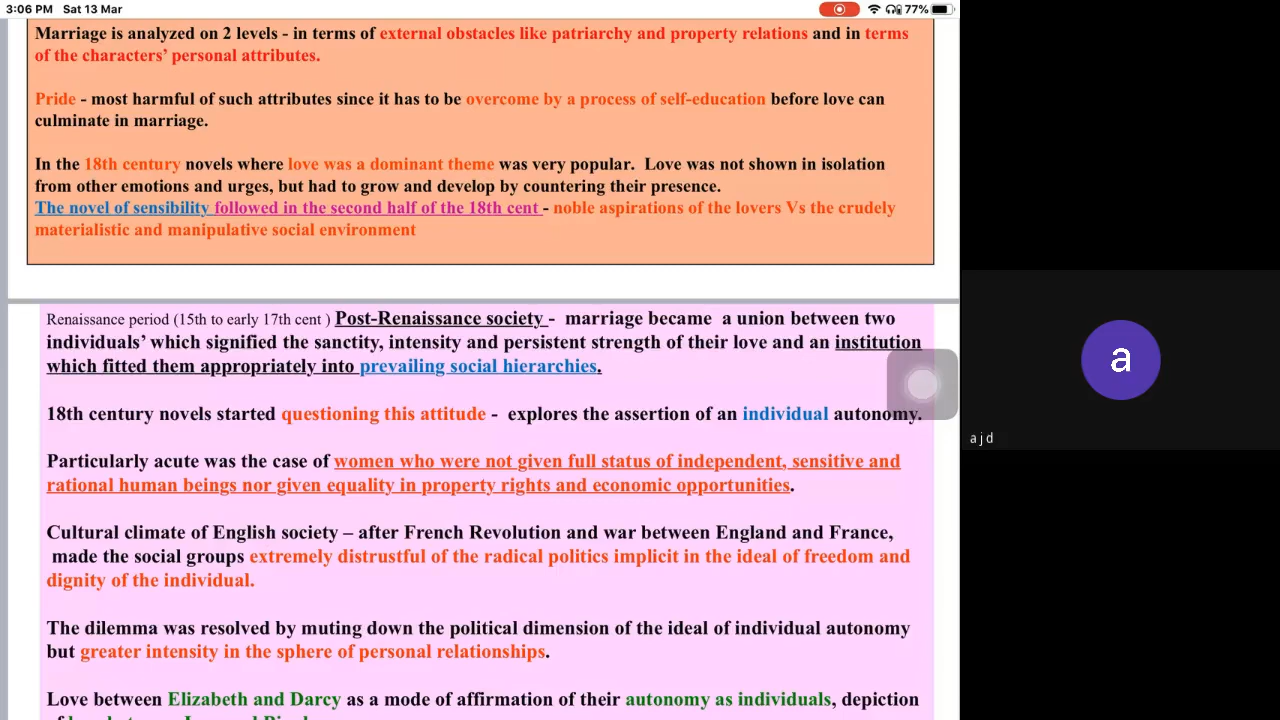 3:06 PM Sat 13 Mar
77%
Marriage is analyzed on 2 levels - in terms of external obstacles like patriarchy and property relations and in terms
of the characters' personal attributes.
Pride - most harmful of such attributes since it has to be overcome by a process of self-education before love can
culminate in marriage.
In the 18th century novels where love was a dominant theme was very popular. Love was not shown in isolation
from other emotions and urges, but had to grow and develop by countering their presence.
The novel of sensibility followed in the second half of the 18th cent - noble aspirations of the lovers Vs the crudely
materialistic and manipulative social environment
Renaissance period (15th to early 17th cent ) Post-Renaissance society - marriage became a union between two
individuals' which signified the sanctity, intensity and persistent strength of their love and an institution
which fitted them appropriately into prevailing social hierarchies.
18th century novels started questioning this attitude - explores the assertion of an individual autonomy.
Particularly acute was the case of women who were not given full status of independent, sensitive and
rational human beings nor given equality in property rights and economic opportunities.
Cultural climate of English society – after French Revolution and war between England and France,
made the social groups extremely distrustful of the radical politics implicit in the ideal of freedom and
dignity of the individual.
The dilemma was resolved by muting down the political dimension of the ideal of individual autonomy
but greater intensity in the sphere of personal relationships.
Love between Elizabeth and Darcy as a mode of affirmation of their autonomy as individuals, depiction
a
a j d